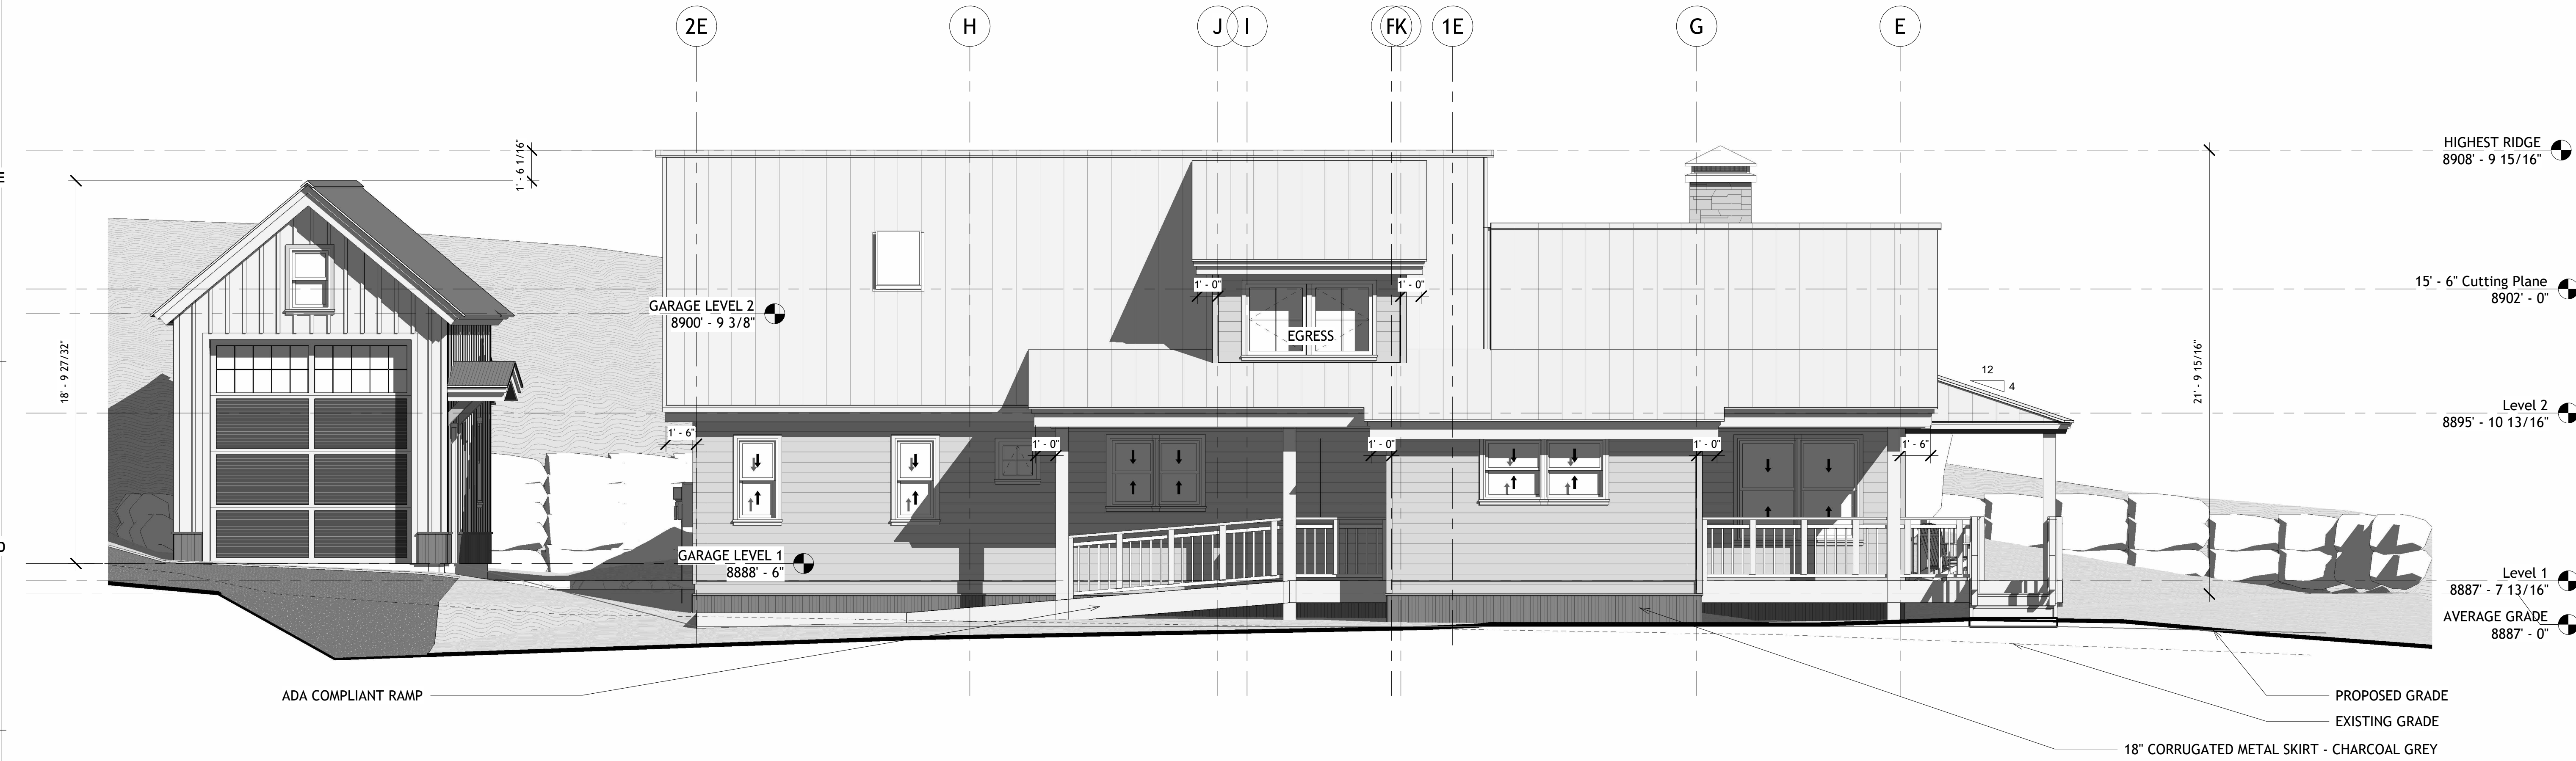 2E
H
J
I
FK
1E
G
E
HIGHEST RIDGE
8908' - 9 15/16"
1' - 6 1/16"
E
15' - 6" Cutting Plane
8902' - 0"
1' - 0"
1' - 0"
GARAGE LEVEL 2
8900' - 9 3/8"
EGRESS
18' - 9 27/32"
21' - 9 15/16"
12
4
Level 2
8895' - 10 13/16"
1' - 6"
1' - 0"
1' - 0"
1' - 0"
1' - 6"
GARAGE LEVEL 1
8888' - 6"
Level 1
8887' - 7 13/16"
AVERAGE GRADE
8887' - 0"
ADA COMPLIANT RAMP
PROPOSED GRADE
EXISTING GRADE
18" CORRUGATED METAL SKIRT - CHARCOAL GREY